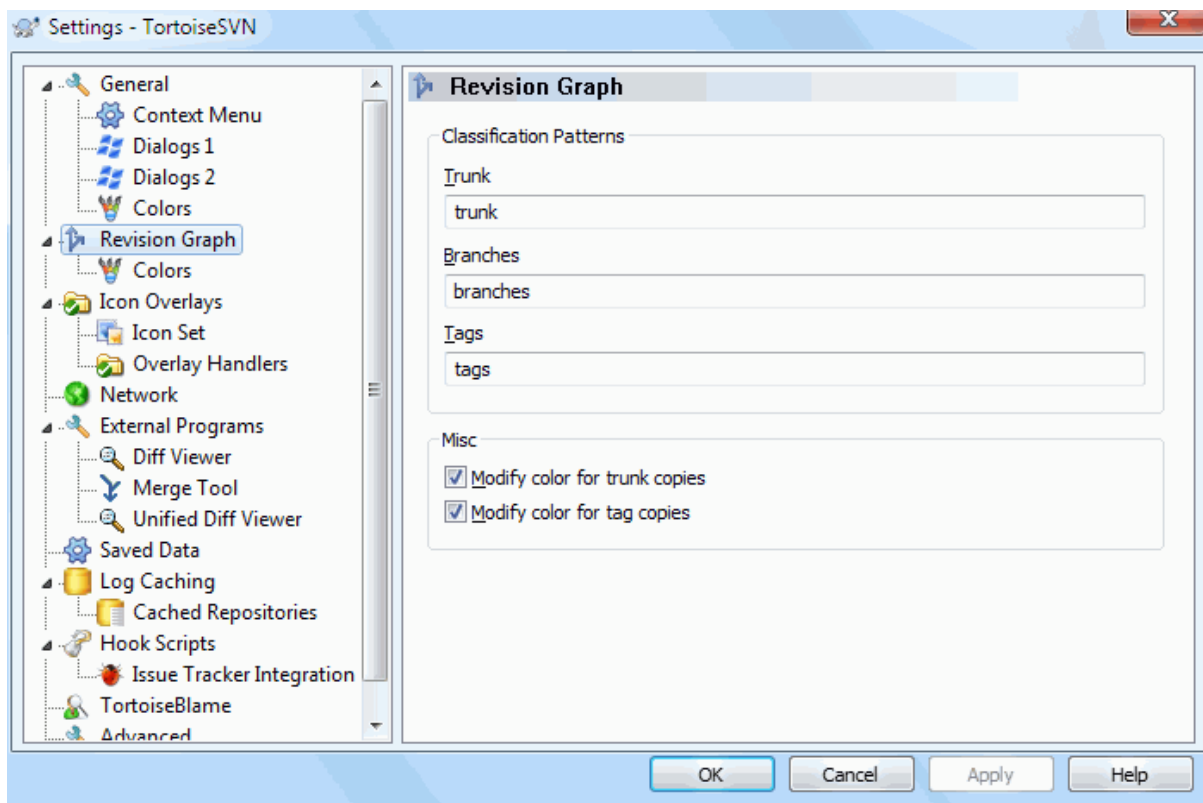 Settings - TortoiseSVN
General
Context Menu
Dialogs 1
Dialogs 2
Colors
Revision Graph
Colors
Icon Overlays
Icon Set
Overlay Handlers
Network
External Programs
Diff Viewer
Merge Tool
Unified Diff Viewer
Saved Data
Log Caching
Cached Repositories
Hook Scripts
Issue Tracker Integration
TortoiseBlame
Advanced
Revision Graph
Classification Patterns
Trunk
trunk
Branches
branches
Tags
tags
Misc
Modify color for trunk copies
Modify color for tag copies
OK
Cancel
Apply
Help